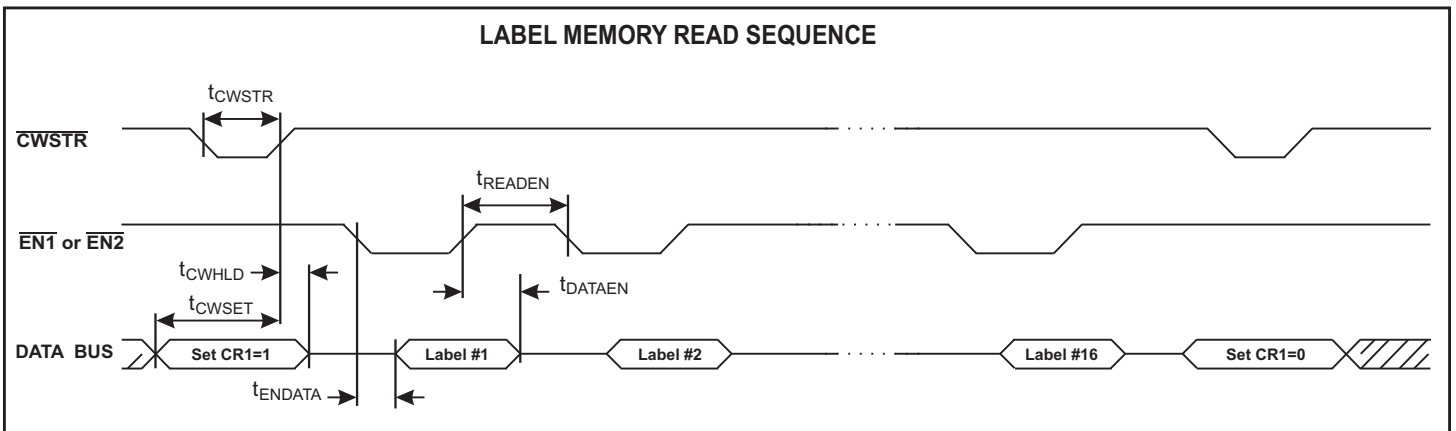 LABEL MEMORY READ SEQUENCE
tCWSTR
CWSTR
tREADEN
EN1 or EN2
tCWHLD
tDATAEN
tCWSET
DATA BUS Set CR1=1 Label #1 Label #2 Label #16 Set CR1=0
tENDATA